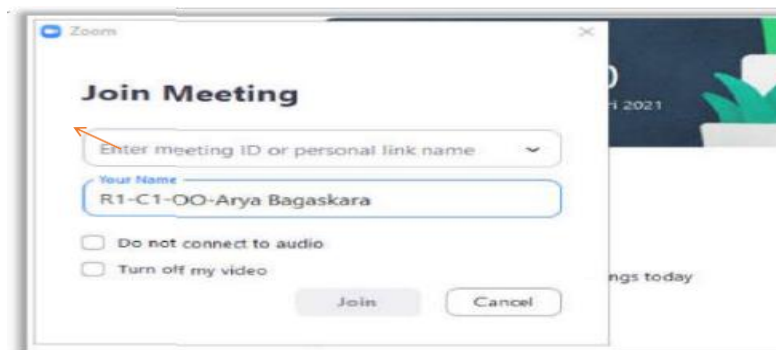 Zoom
Join Meeting
Enter meeting ID or personal link name
Your Name
R1-C1-OO-Arya Bagaskara
Do not connect to audio
Turn off my video
Join Cancel
ri 2021
ngs today